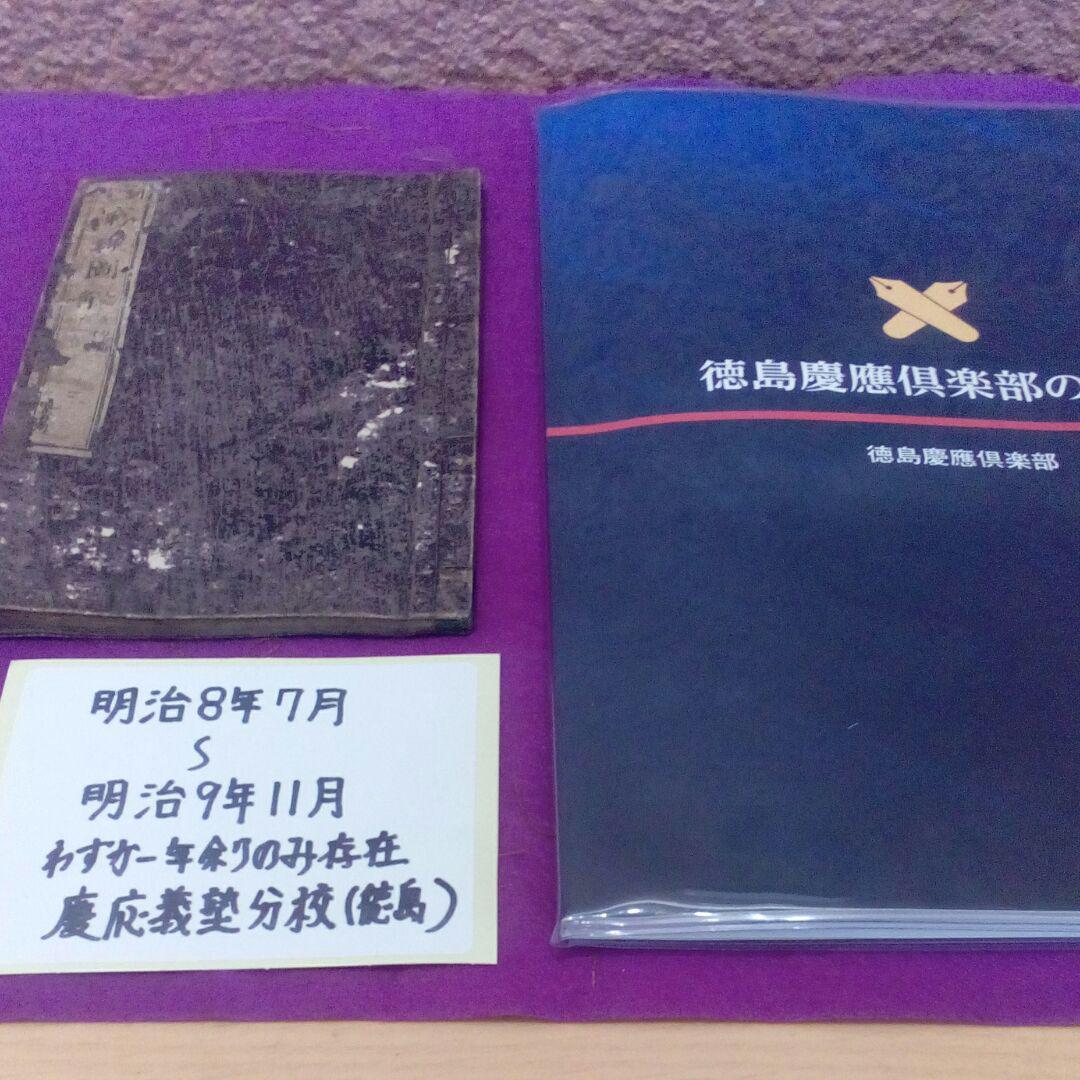 徳島慶應倶楽部の
徳島慶應倶楽部
明治8年7月
〜
明治9年11月
わずか一年余りのみ存在
慶応義塾分校(徳島)